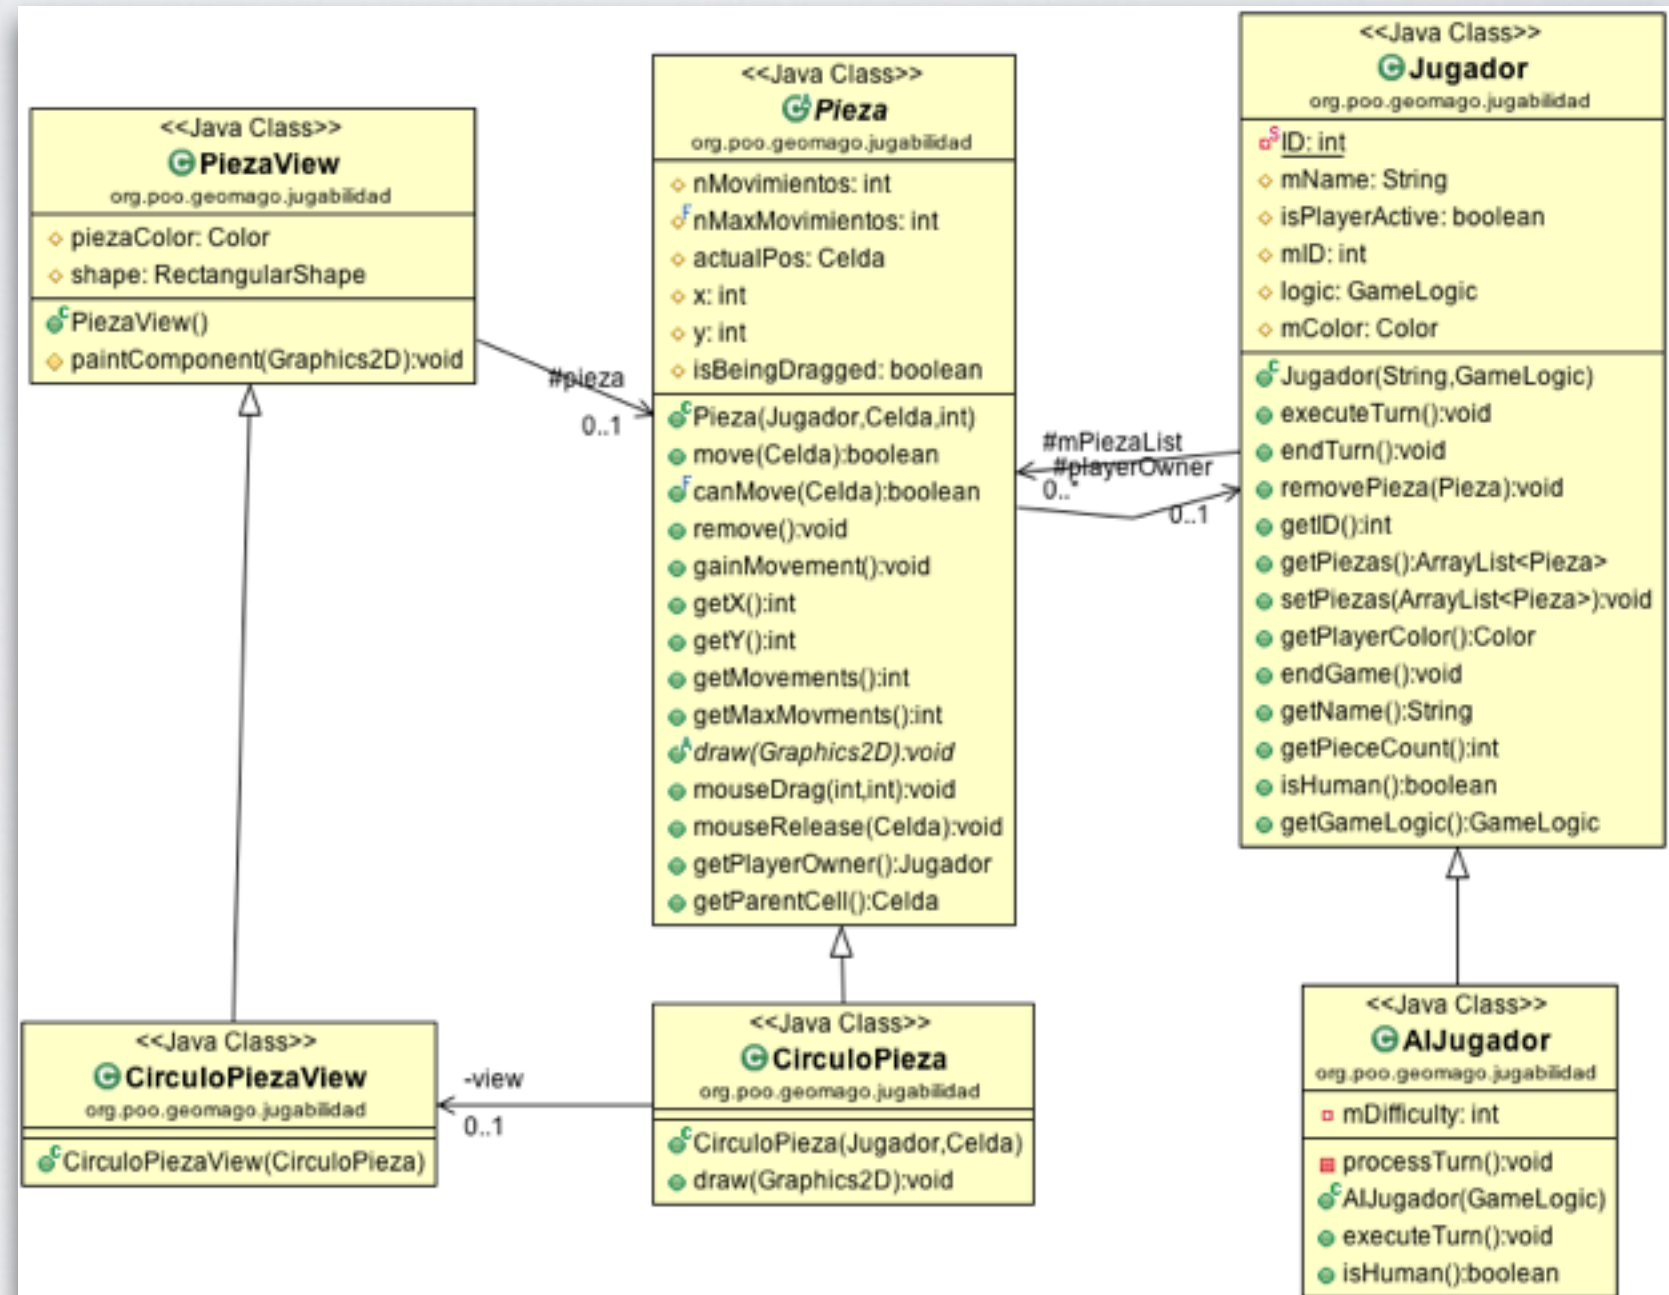 <<Java Class>>
PiezaView
org.poo.geomago.jugabilidad
piezaColor: Color
shape: RectangularShape
PiezaView()
paintComponent(Graphics2D):void
#pieza
0..1
<<Java Class>>
Pieza
org.poo.geomago.jugabilidad
nMovimientos: int
nMaxMovimientos: int
actualPos: Celda
x: int
y: int
isBeingDragged: boolean
Pieza(Jugador,Celda,int)
move(Celda):boolean
canMove(Celda):boolean
remove():void
gainMovement():void
getX():int
getY():int
getMovements():int
getMaxMovments():int
draw(Graphics2D):void
mouseDrag(int,int):void
mouseRelease(Celda):void
getPlayerOwner():Jugador
getParentCell():Celda
#mPiezaList
#playerOwner
0..*
0..1
<<Java Class>>
Jugador
org.poo.geomago.jugabilidad
ID: int
mName: String
isPlayerActive: boolean
mID: int
logic: GameLogic
mColor: Color
Jugador(String,GameLogic)
executeTurn():void
endTurn():void
removePieza(Pieza):void
getID():int
getPiezas():ArrayList<Pieza>
setPiezas(ArrayList<Pieza>):void
getPlayerColor():Color
endGame():void
getName():String
getPieceCount():int
isHuman():boolean
getGameLogic():GameLogic
<<Java Class>>
CirculoPiezaView
org.poo.geomago.jugabilidad
CirculoPiezaView(CirculoPieza)
-view
0..1
<<Java Class>>
CirculoPieza
org.poo.geomago.jugabilidad
CirculoPieza(Jugador,Celda)
draw(Graphics2D):void
<<Java Class>>
AIJugador
org.poo.geomago.jugabilidad
mDifficulty: int
processTurn():void
AIJugador(GameLogic)
executeTurn():void
isHuman():boolean